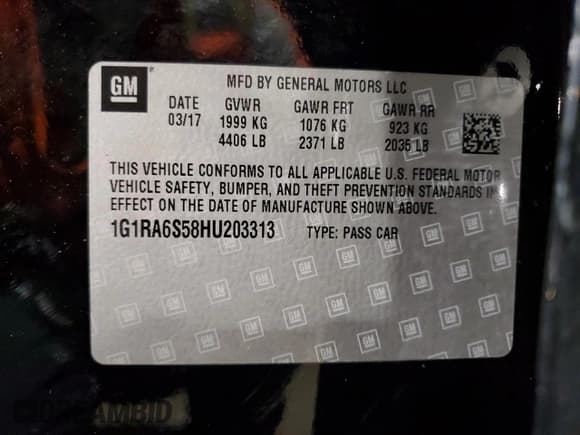 GM
MFD BY GENERAL MOTORS LLC
DATE GVWR GAWR FRT GAWR RR
03/17 1999 KG 1076 KG 923 KG
4406 LB 2371 LB 2035 LB
THIS VEHICLE CONFORMS TO ALL APPLICABLE U.S. FEDERAL MOTOR
VEHICLE SAFETY, BUMPER, AND THEFT PREVENTION STANDARDS IN
EFFECT ON THE DATE OF MANUFACTURE SHOWN ABOVE.
1G1RA6S58HU203313 TYPE: PASS CAR
DREAMBID